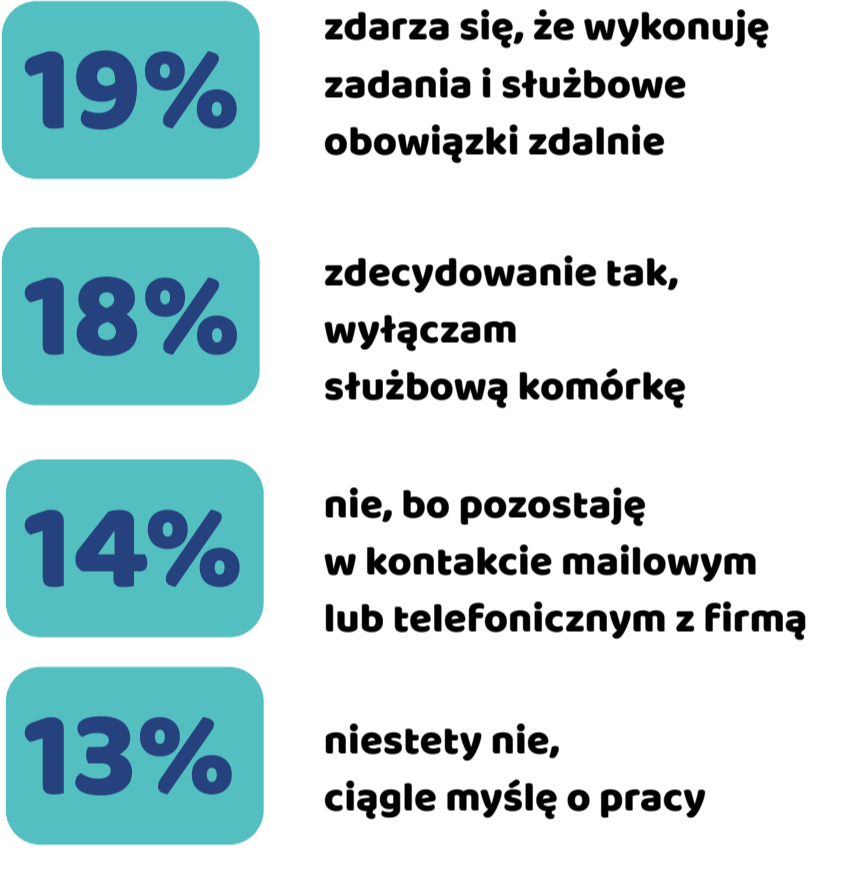 19%
zdarza się, że wykonuję
zadania i służbowe
obowiązki zdalnie
18%
zdecydowanie tak,
wyłączam
służbową komórkę
14%
nie, bo pozostaję
w kontakcie mailowym
lub telefonicznym z firmą
13%
niestety nie,
ciągle myślę o pracy